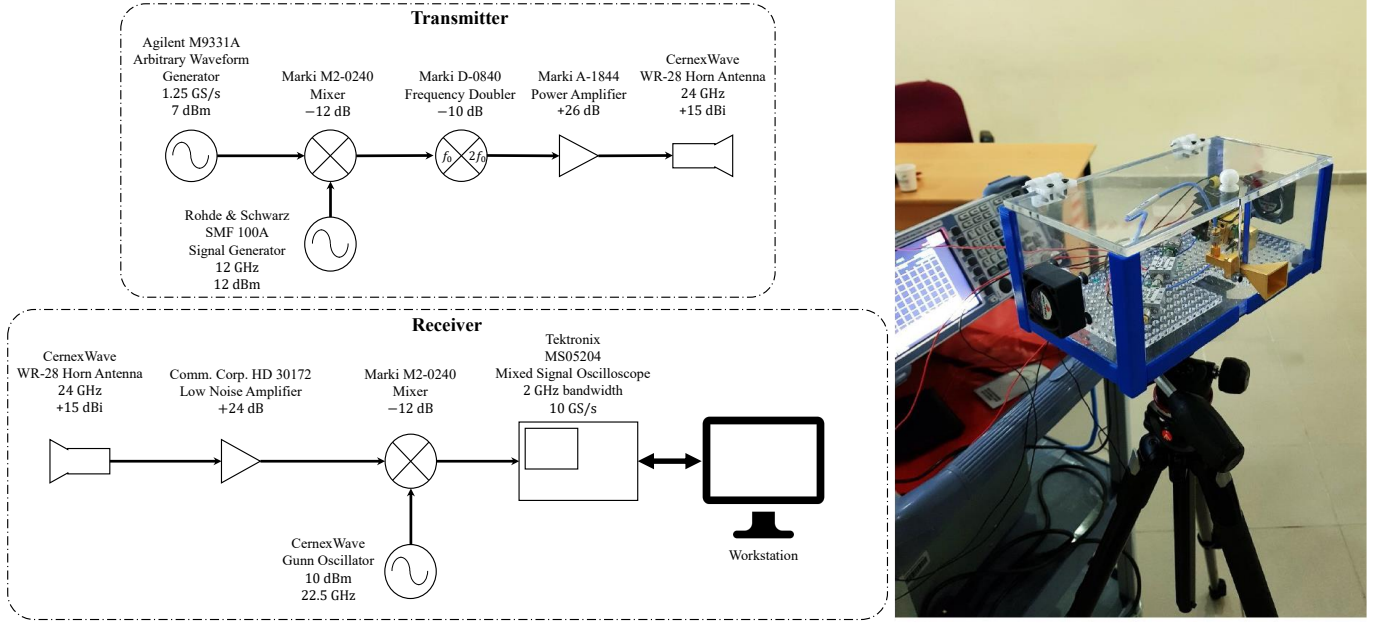 Transmitter
Agilent M9331A
Arbitrary Waveform
Generator
1.25 GS/s
7 dBm
Marki M2-0240
Mixer
−12 dB
Marki D-0840
Frequency Doubler
−10 dB
Marki A-1844
Power Amplifier
+26 dB
CernexWave
WR-28 Horn Antenna
24 GHz
+15 dBi
f₀ 2f₀
Rohde & Schwarz
SMF 100A
Signal Generator
12 GHz
12 dBm
Receiver
CernexWave
WR-28 Horn Antenna
24 GHz
+15 dBi
Comm. Corp. HD 30172
Low Noise Amplifier
+24 dB
Marki M2-0240
Mixer
−12 dB
Tektronix
MS05204
Mixed Signal Oscilloscope
2 GHz bandwidth
10 GS/s
CernexWave
Gunn Oscillator
10 dBm
22.5 GHz
Workstation